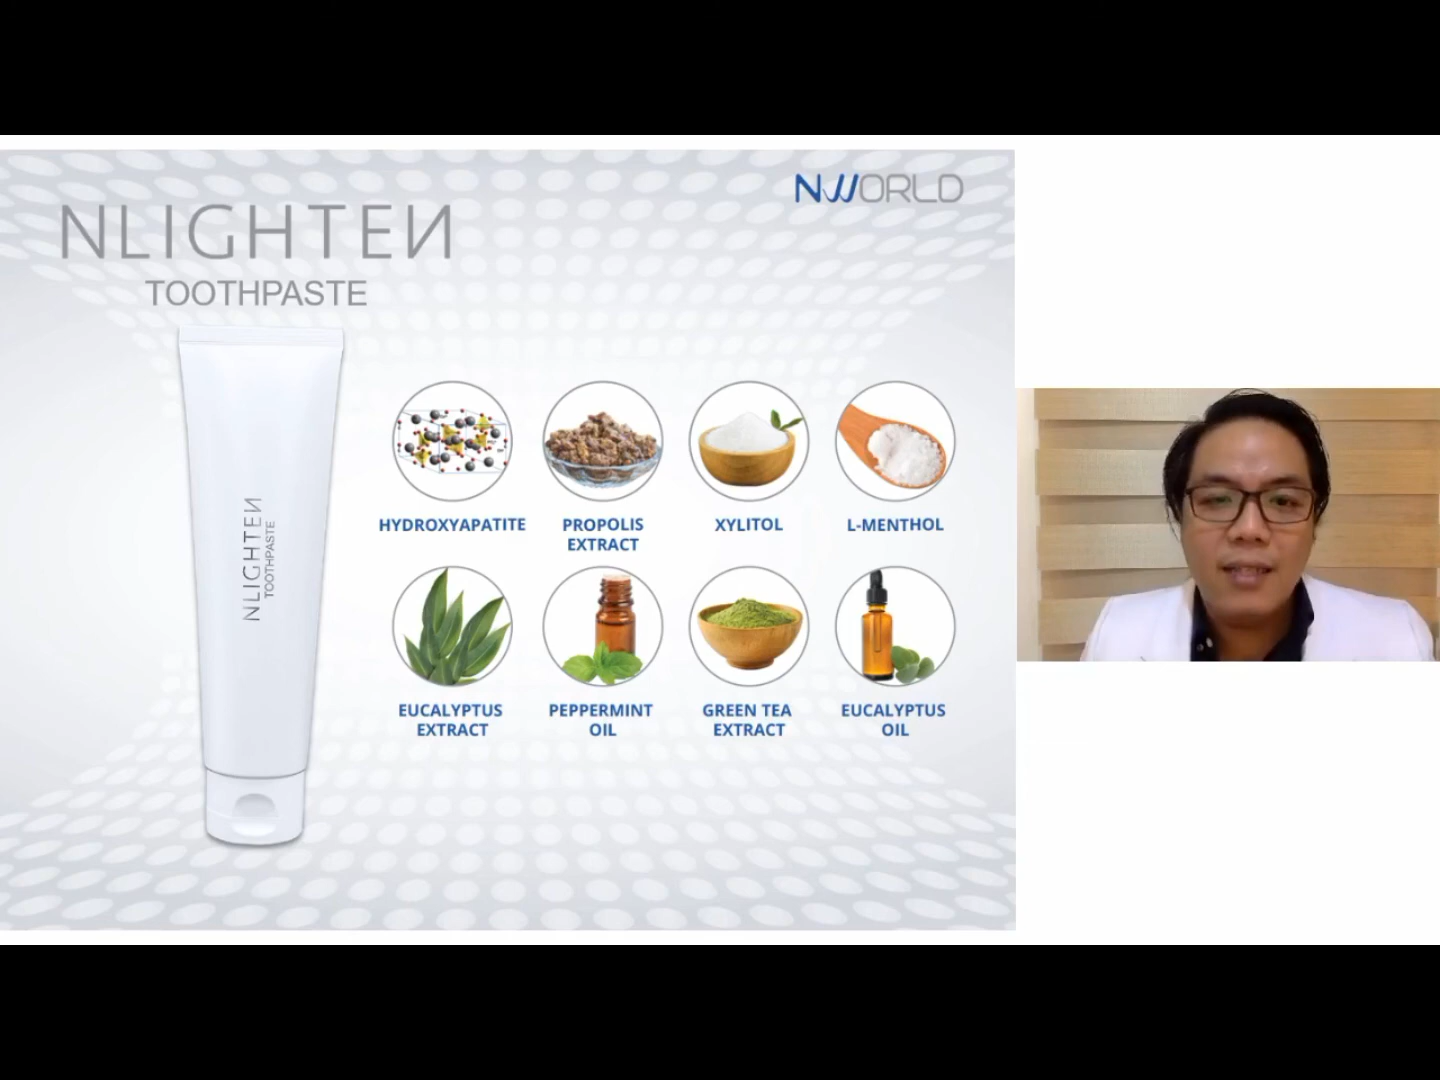 NWORLD
NLIGHTEN
TOOTHPASTE
NLIGHTEN
TOOTHPASTE
HYDROXYAPATITE
PROPOLIS
EXTRACT
XYLITOL
L-MENTHOL
EUCALYPTUS
EXTRACT
PEPPERMINT
OIL
GREEN TEA
EXTRACT
EUCALYPTUS
OIL